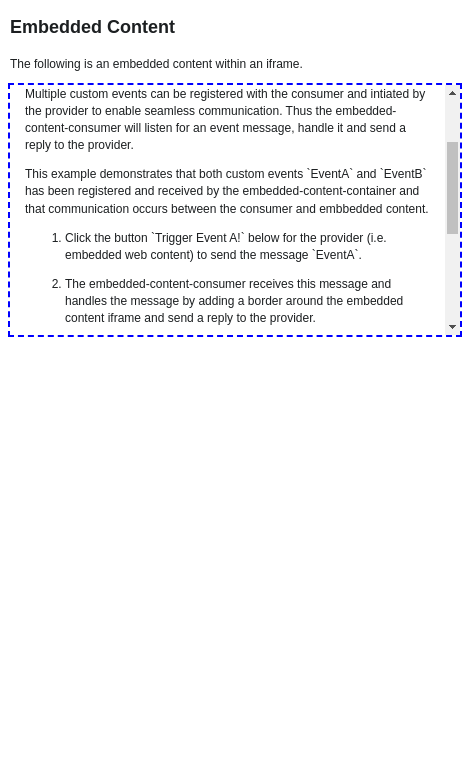 Embedded Content
The following is an embedded content within an iframe.
Multiple custom events can be registered with the consumer and intiated by
the provider to enable seamless communication. Thus the embedded-
content-consumer will listen for an event message, handle it and send a
reply to the provider.
This example demonstrates that both custom events `EventA` and `EventB`
has been registered and received by the embedded-content-container and
that communication occurs between the consumer and embbedded content.
1. Click the button `Trigger Event A!` below for the provider (i.e.
embedded web content) to send the message `EventA`.
2. The embedded-content-consumer receives this message and
handles the message by adding a border around the embedded
content iframe and send a reply to the provider.